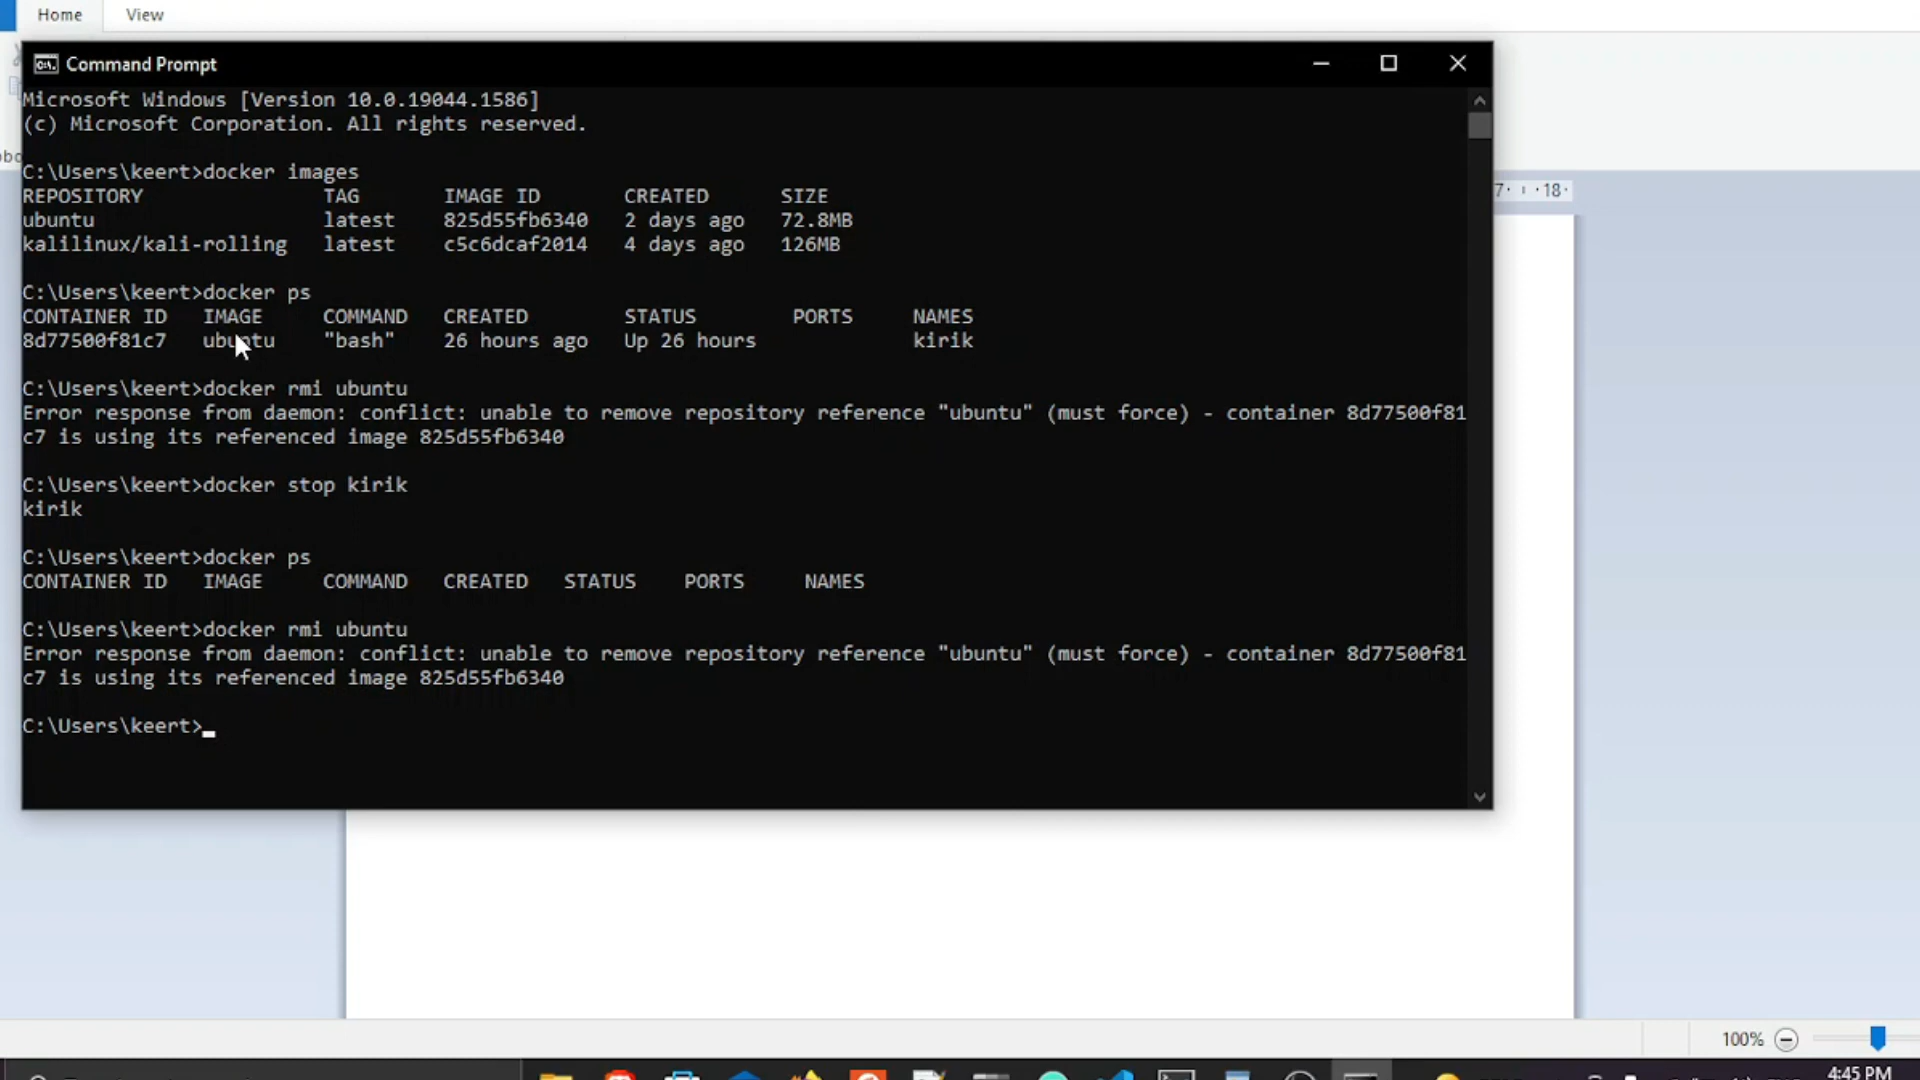 Home View
Command Prompt
Microsoft Windows [Version 10.0.19044.1586]
(c) Microsoft Corporation. All rights reserved.
C:\Users\keert>docker images
REPOSITORY TAG IMAGE ID CREATED SIZE
ubuntu latest 825d55fb6340 2 days ago 72.8MB
kalilinux/kali-rolling latest c5c6dcaf2014 4 days ago 126MB
C:\Users\keert>docker ps
CONTAINER ID IMAGE COMMAND CREATED STATUS PORTS NAMES
8d77500f81c7 ubuntu "bash" 26 hours ago Up 26 hours kirik
C:\Users\keert>docker rmi ubuntu
Error response from daemon: conflict: unable to remove repository reference "ubuntu" (must force) - container 8d77500f81
c7 is using its referenced image 825d55fb6340
C:\Users\keert>docker stop kirik
kirik
C:\Users\keert>docker ps
CONTAINER ID IMAGE COMMAND CREATED STATUS PORTS NAMES
C:\Users\keert>docker rmi ubuntu
Error response from daemon: conflict: unable to remove repository reference "ubuntu" (must force) - container 8d77500f81
c7 is using its referenced image 825d55fb6340
C:\Users\keert>
7 · 18
100%
4:45 PM